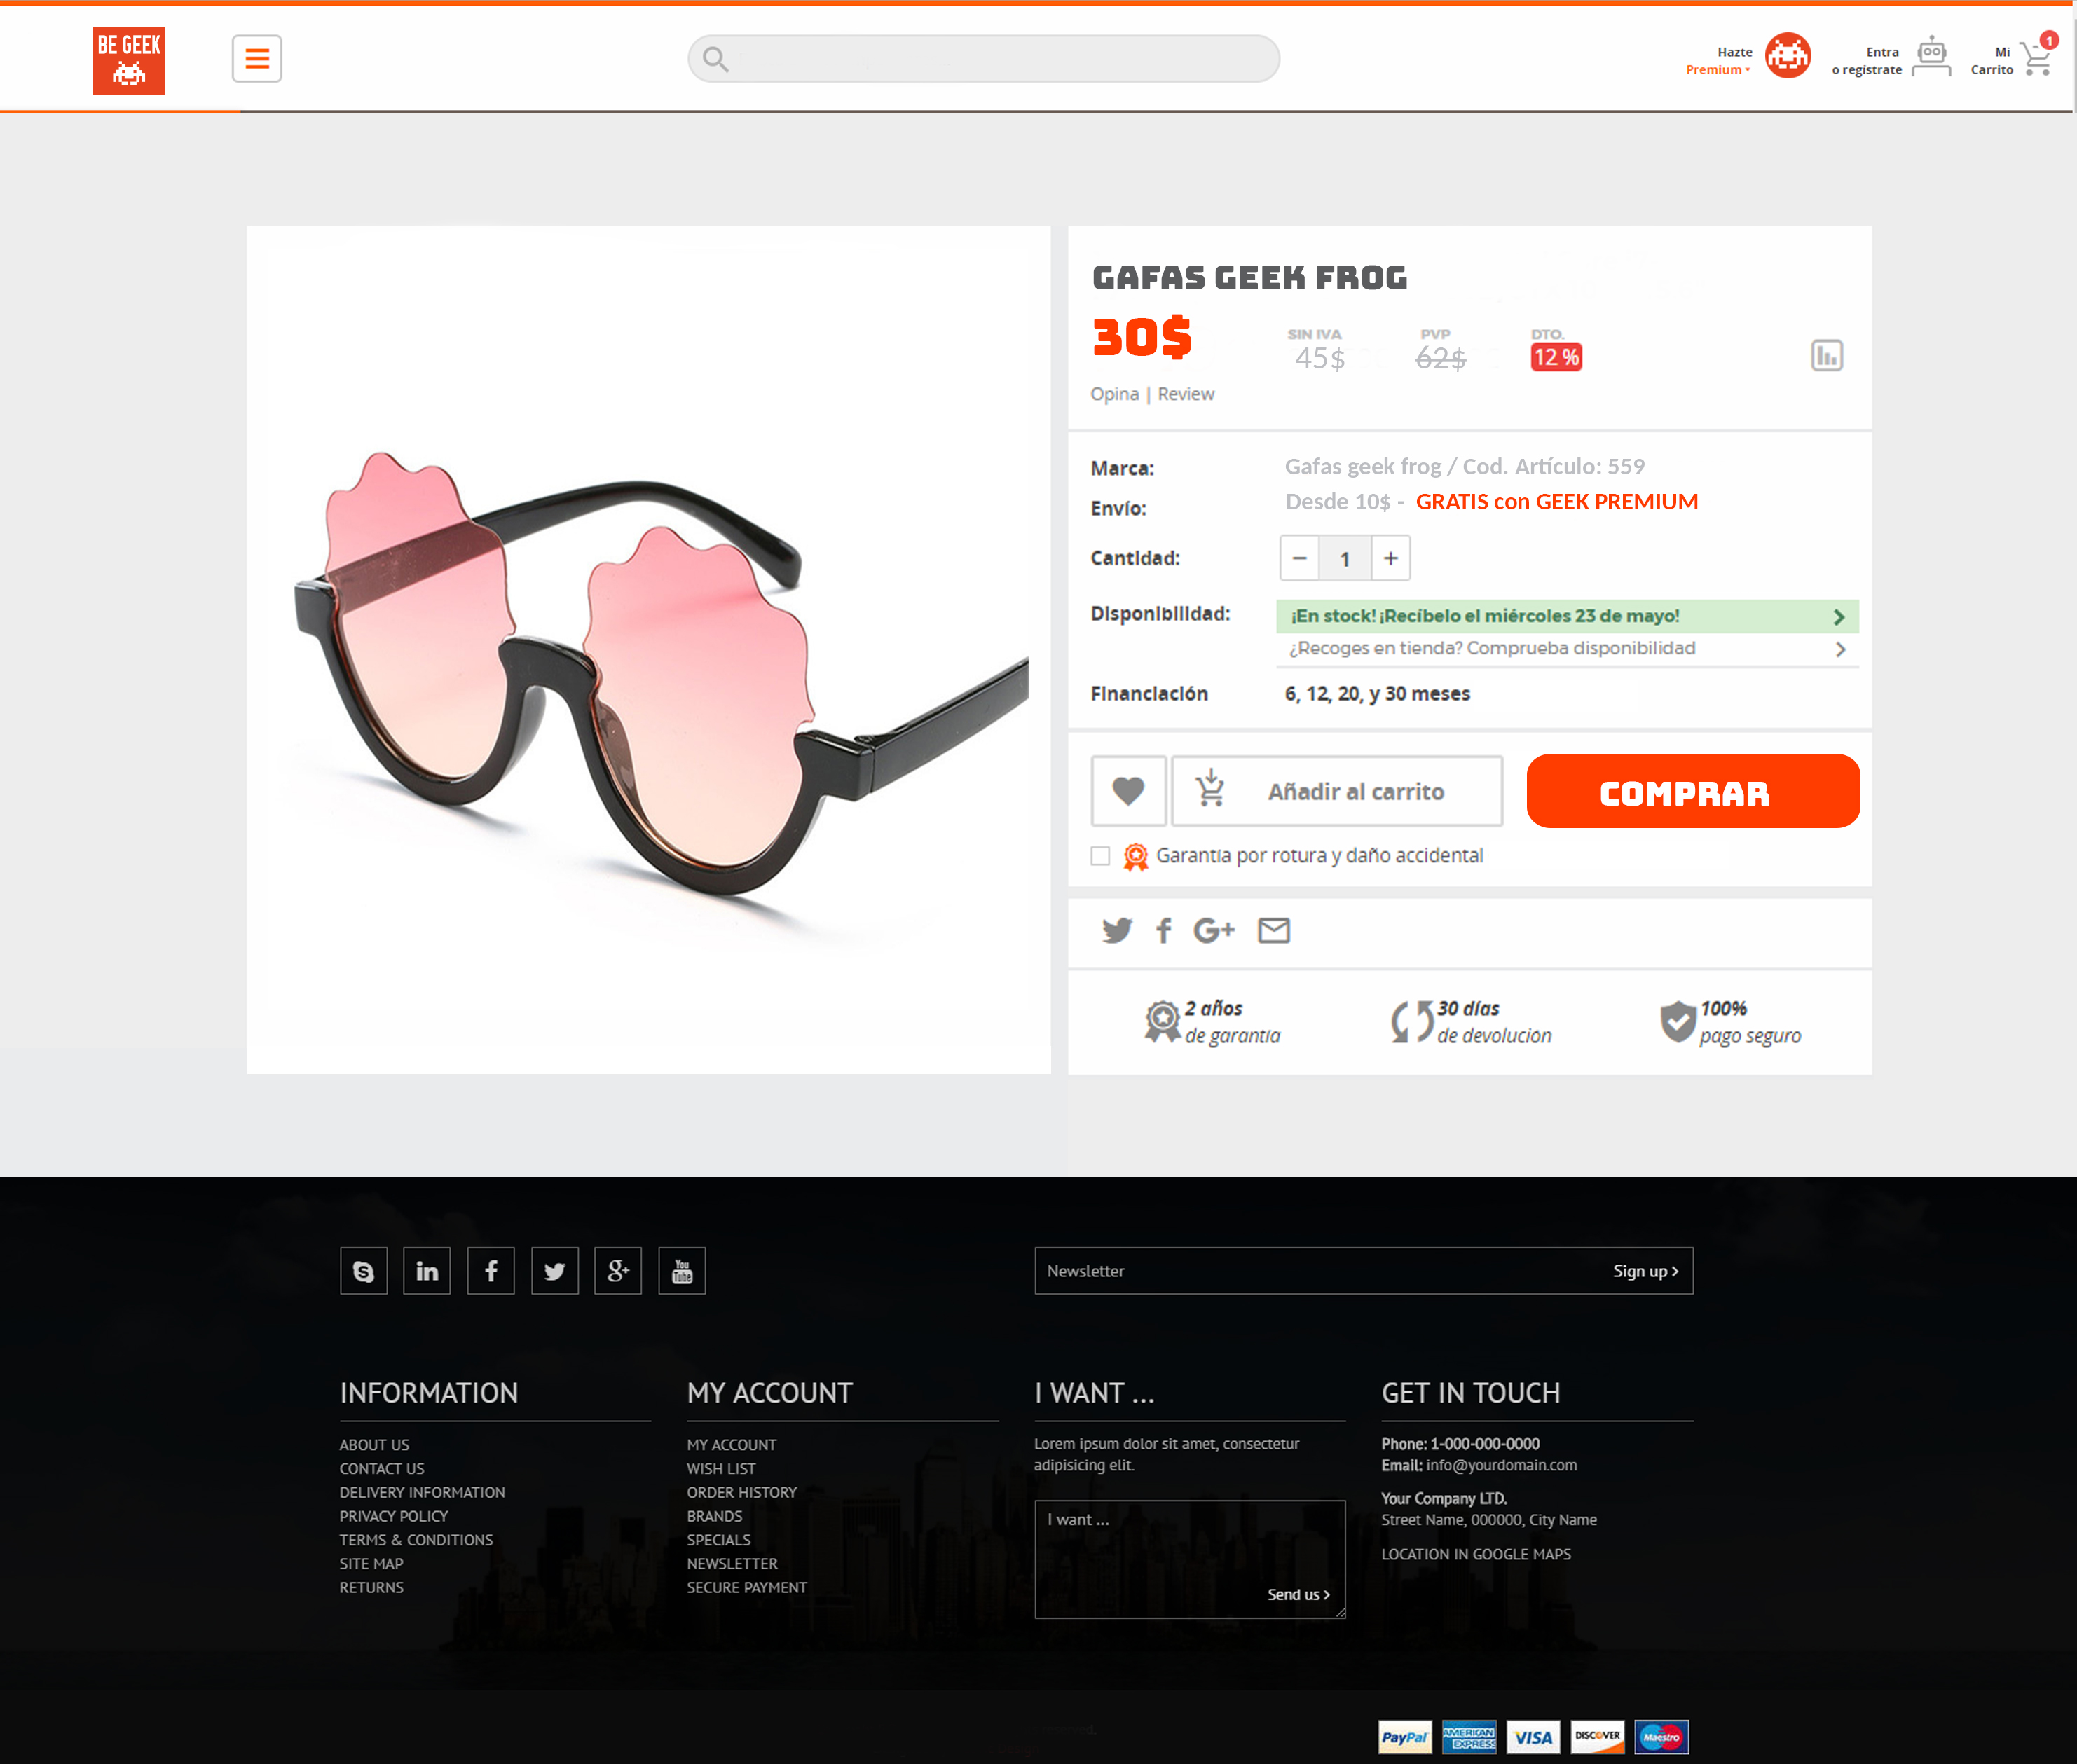 BE GEEK
Hazte
Premium
Entra
o registrate
Mi
Carrito
1
GAFAS GEEK FROG
30$
SIN IVA
45$
PVP
62$
DTO.
12 %
Opina | Review
Marca:
Gafas geek frog / Cod. Artículo: 559
Envío:
Desde 10$ - GRATIS con GEEK PREMIUM
Cantidad:
− 1 +
Disponibilidad:
¡En stock! ¡Recíbelo el miércoles 23 de mayo!
¿Recoges en tienda? Comprueba disponibilidad
Financiación
6, 12, 20, y 30 meses
Añadir al carrito
COMPRAR
Garantía por rotura y daño accidental
G+
2 años
de garantía
30 días
de devolución
100%
pago seguro
in
g+
You
Tube
Newsletter
Sign up
INFORMATION
ABOUT US
CONTACT US
DELIVERY INFORMATION
PRIVACY POLICY
TERMS & CONDITIONS
SITE MAP
RETURNS
MY ACCOUNT
MY ACCOUNT
WISH LIST
ORDER HISTORY
BRANDS
SPECIALS
NEWSLETTER
SECURE PAYMENT
I WANT ...
Lorem ipsum dolor sit amet, consectetur
adipisicing elit.
I want ...
Send us
GET IN TOUCH
Phone: 1-000-000-0000
Email: info@yourdomain.com
Your Company LTD.
Street Name, 000000, City Name
LOCATION IN GOOGLE MAPS
PayPal
AMERICAN
EXPRESS
VISA
DISCOVER
Maestro